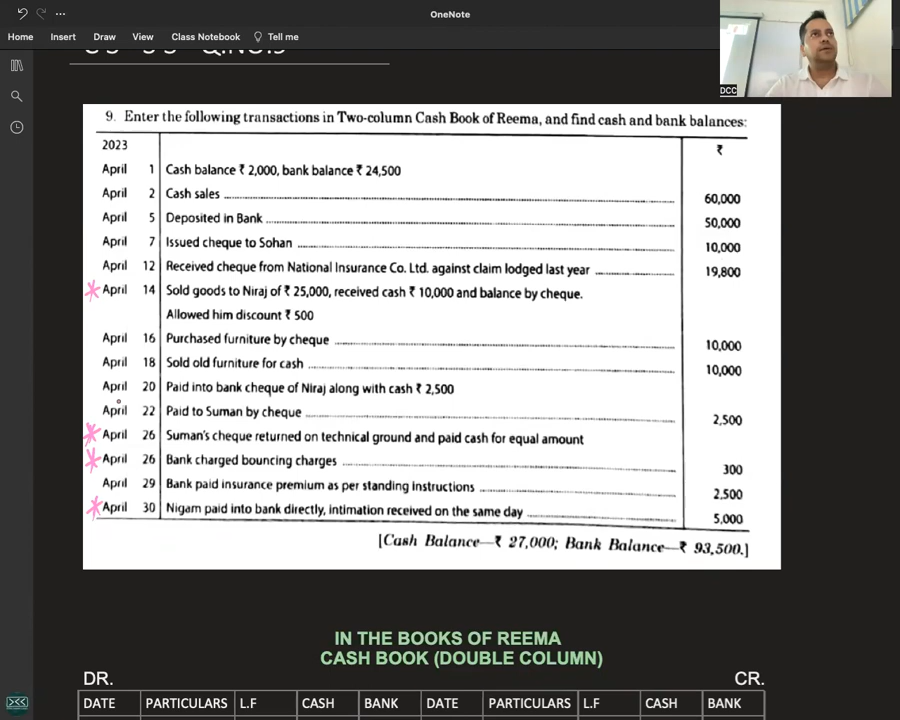 OneNote
Home Insert Draw View Class Notebook Tell me
DCC
9. Enter the following transactions in Two-column Cash Book of Reema, and find cash and bank balances:
2023 ₹
April 1 Cash balance ₹ 2,000, bank balance ₹ 24,500
April 2 Cash sales 60,000
April 5 Deposited in Bank 50,000
April 7 Issued cheque to Sohan 10,000
April 12 Received cheque from National Insurance Co. Ltd. against claim lodged last year 19,800
April 14 Sold goods to Niraj of ₹ 25,000, received cash ₹ 10,000 and balance by cheque.
Allowed him discount ₹ 500
April 16 Purchased furniture by cheque 10,000
April 18 Sold old furniture for cash 10,000
April 20 Paid into bank cheque of Niraj along with cash ₹ 2,500
April 22 Paid to Suman by cheque 2,500
April 26 Suman's cheque returned on technical ground and paid cash for equal amount
April 26 Bank charged bouncing charges 300
April 29 Bank paid insurance premium as per standing instructions 2,500
April 30 Nigam paid into bank directly, intimation received on the same day 5,000
[Cash Balance—₹ 27,000; Bank Balance—₹ 93,500.]
IN THE BOOKS OF REEMA
CASH BOOK (DOUBLE COLUMN)
DR. CR.
DATE PARTICULARS L.F CASH BANK DATE PARTICULARS L.F CASH BANK